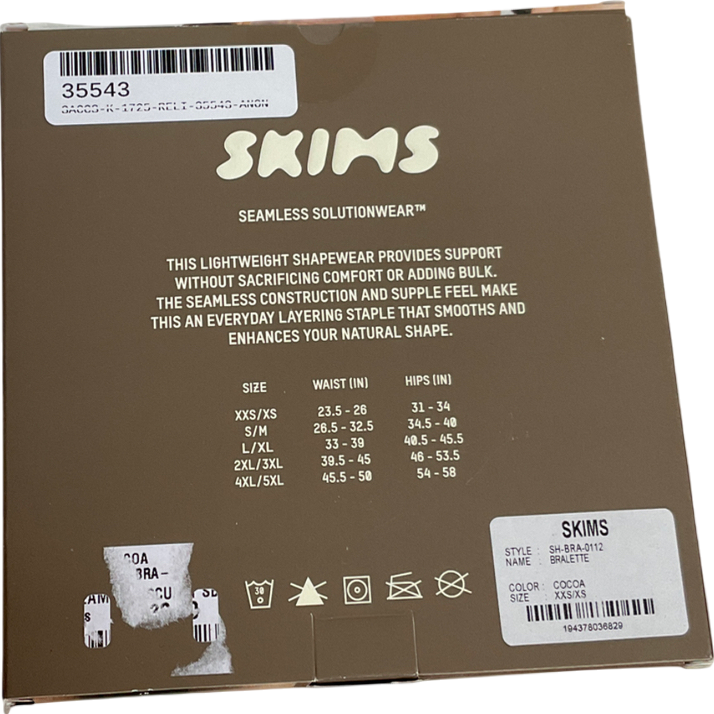 35543
SKIMS
SEAMLESS SOLUTIONWEAR™
THIS LIGHTWEIGHT SHAPEWEAR PROVIDES SUPPORT
WITHOUT SACRIFICING COMFORT OR ADDING BULK.
THE SEAMLESS CONSTRUCTION AND SUPPLE FEEL MAKE
THIS AN EVERYDAY LAYERING STAPLE THAT SMOOTHS AND
ENHANCES YOUR NATURAL SHAPE.
SIZE WAIST (IN) HIPS (IN)
XXS/XS 23.5 - 26 31 - 34
S/M 26.5 - 32.5 34.5 - 40
L/XL 33 - 39 40.5 - 45.5
2XL/3XL 39.5 - 45 46 - 53.5
4XL/5XL 45.5 - 50 54 - 58
BRA-
30
SKIMS
STYLE : SH-BRA-0112
NAME : BRALETTE
COLOR : COCOA
SIZE : XXS/XS
194378036829